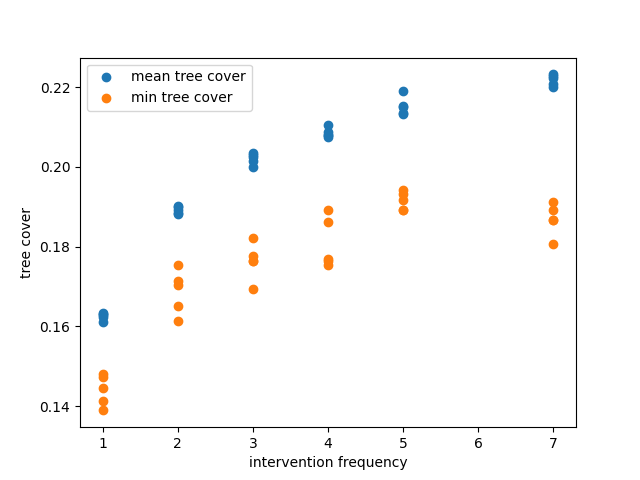 mean tree cover
min tree cover
0.22
0.20
0.18
0.16
0.14
tree cover
1 2 3 4 5 6 7
intervention frequency